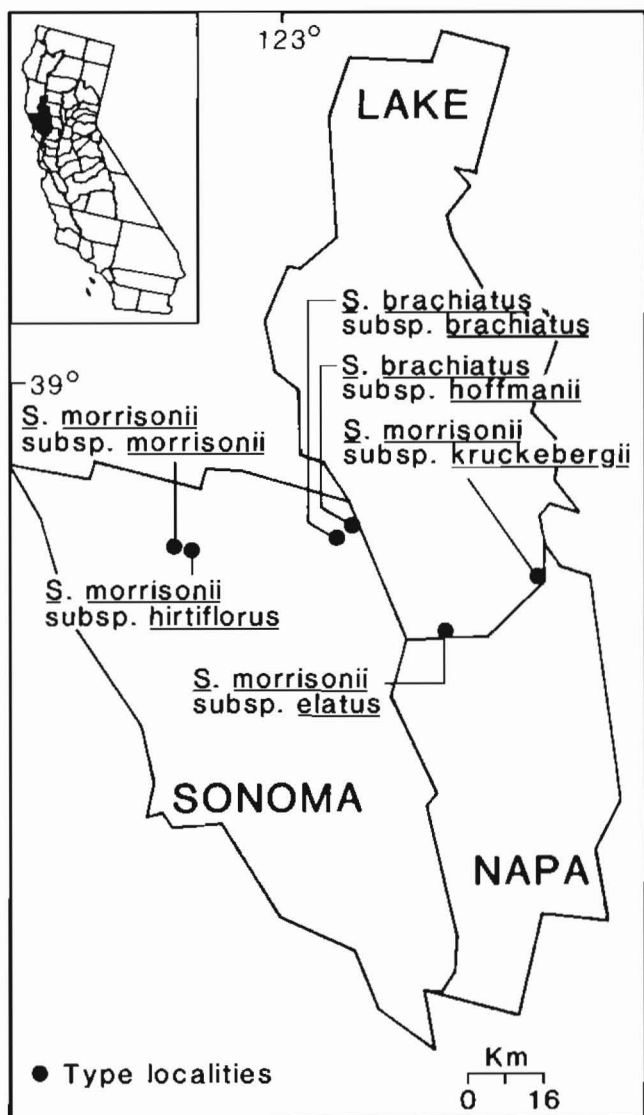 123°
LAKE
S. brachiatus
subsp. brachiatus
39°
S. brachiatus
subsp. hoffmanii
S. morrisonii
subsp. morrisonii
S. morrisonii
subsp. kruckebergii
S. morrisonii
subsp. hirtiflorus
S. morrisonii
subsp. elatus
SONOMA
NAPA
● Type localities
Km
0 16